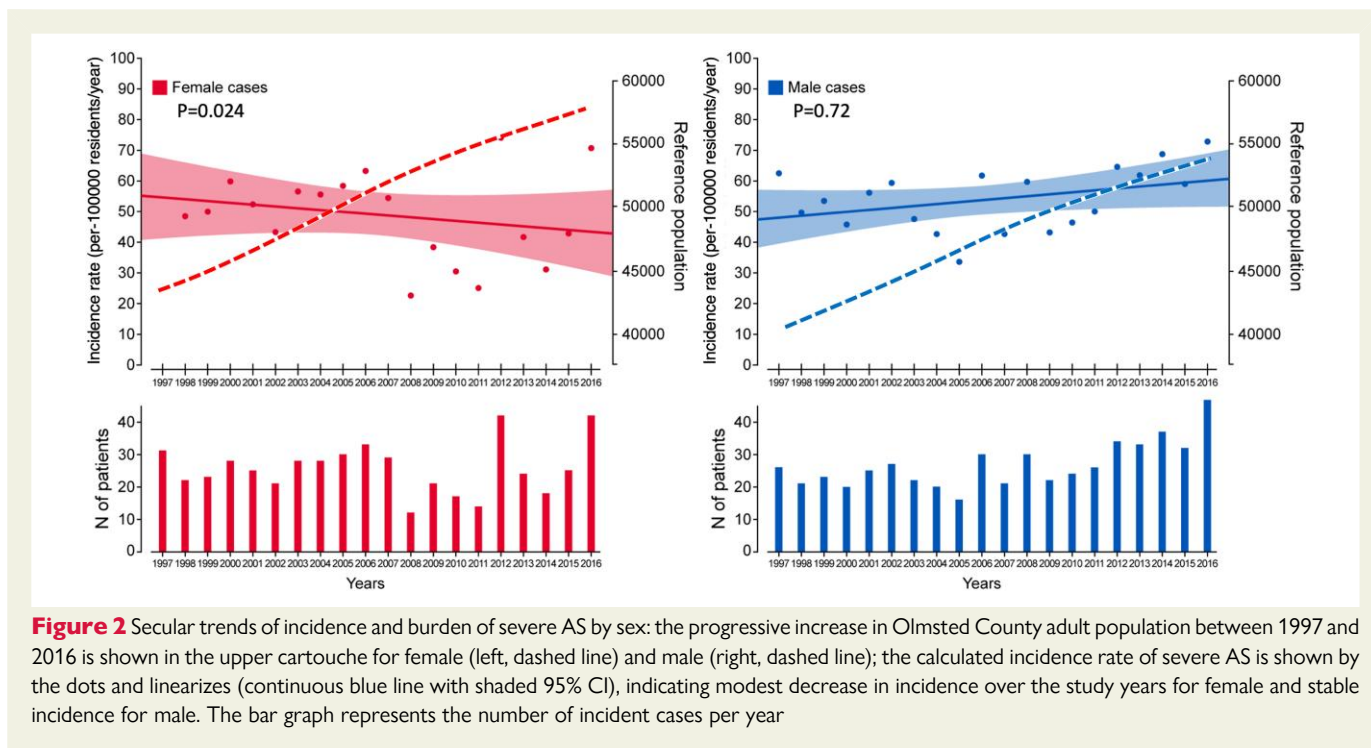 100
90
80
70
60
50
40
30
20
10
0
Incidence rate (per-100000 residents/year)
Female cases
P=0.024
60000
55000
50000
45000
40000
Reference population
1997 1998 1999 2000 2001 2002 2003 2004 2005 2006 2007 2008 2009 2010 2011 2012 2013 2014 2015 2016
100
90
80
70
60
50
40
30
20
10
0
Incidence rate (per-100000 residents/year)
Male cases
P=0.72
60000
55000
50000
45000
40000
Reference population
1997 1998 1999 2000 2001 2002 2003 2004 2005 2006 2007 2008 2009 2010 2011 2012 2013 2014 2015 2016
40
30
20
10
0
N of patients
1997 1998 1999 2000 2001 2002 2003 2004 2005 2006 2007 2008 2009 2010 2011 2012 2013 2014 2015 2016
Years
40
30
20
10
0
N of patients
1997 1998 1999 2000 2001 2002 2003 2004 2005 2006 2007 2008 2009 2010 2011 2012 2013 2014 2015 2016
Years
Figure 2 Secular trends of incidence and burden of severe AS by sex: the progressive increase in Olmsted County adult population between 1997 and
2016 is shown in the upper cartouche for female (left, dashed line) and male (right, dashed line); the calculated incidence rate of severe AS is shown by
the dots and linearizes (continuous blue line with shaded 95% CI), indicating modest decrease in incidence over the study years for female and stable
incidence for male. The bar graph represents the number of incident cases per year